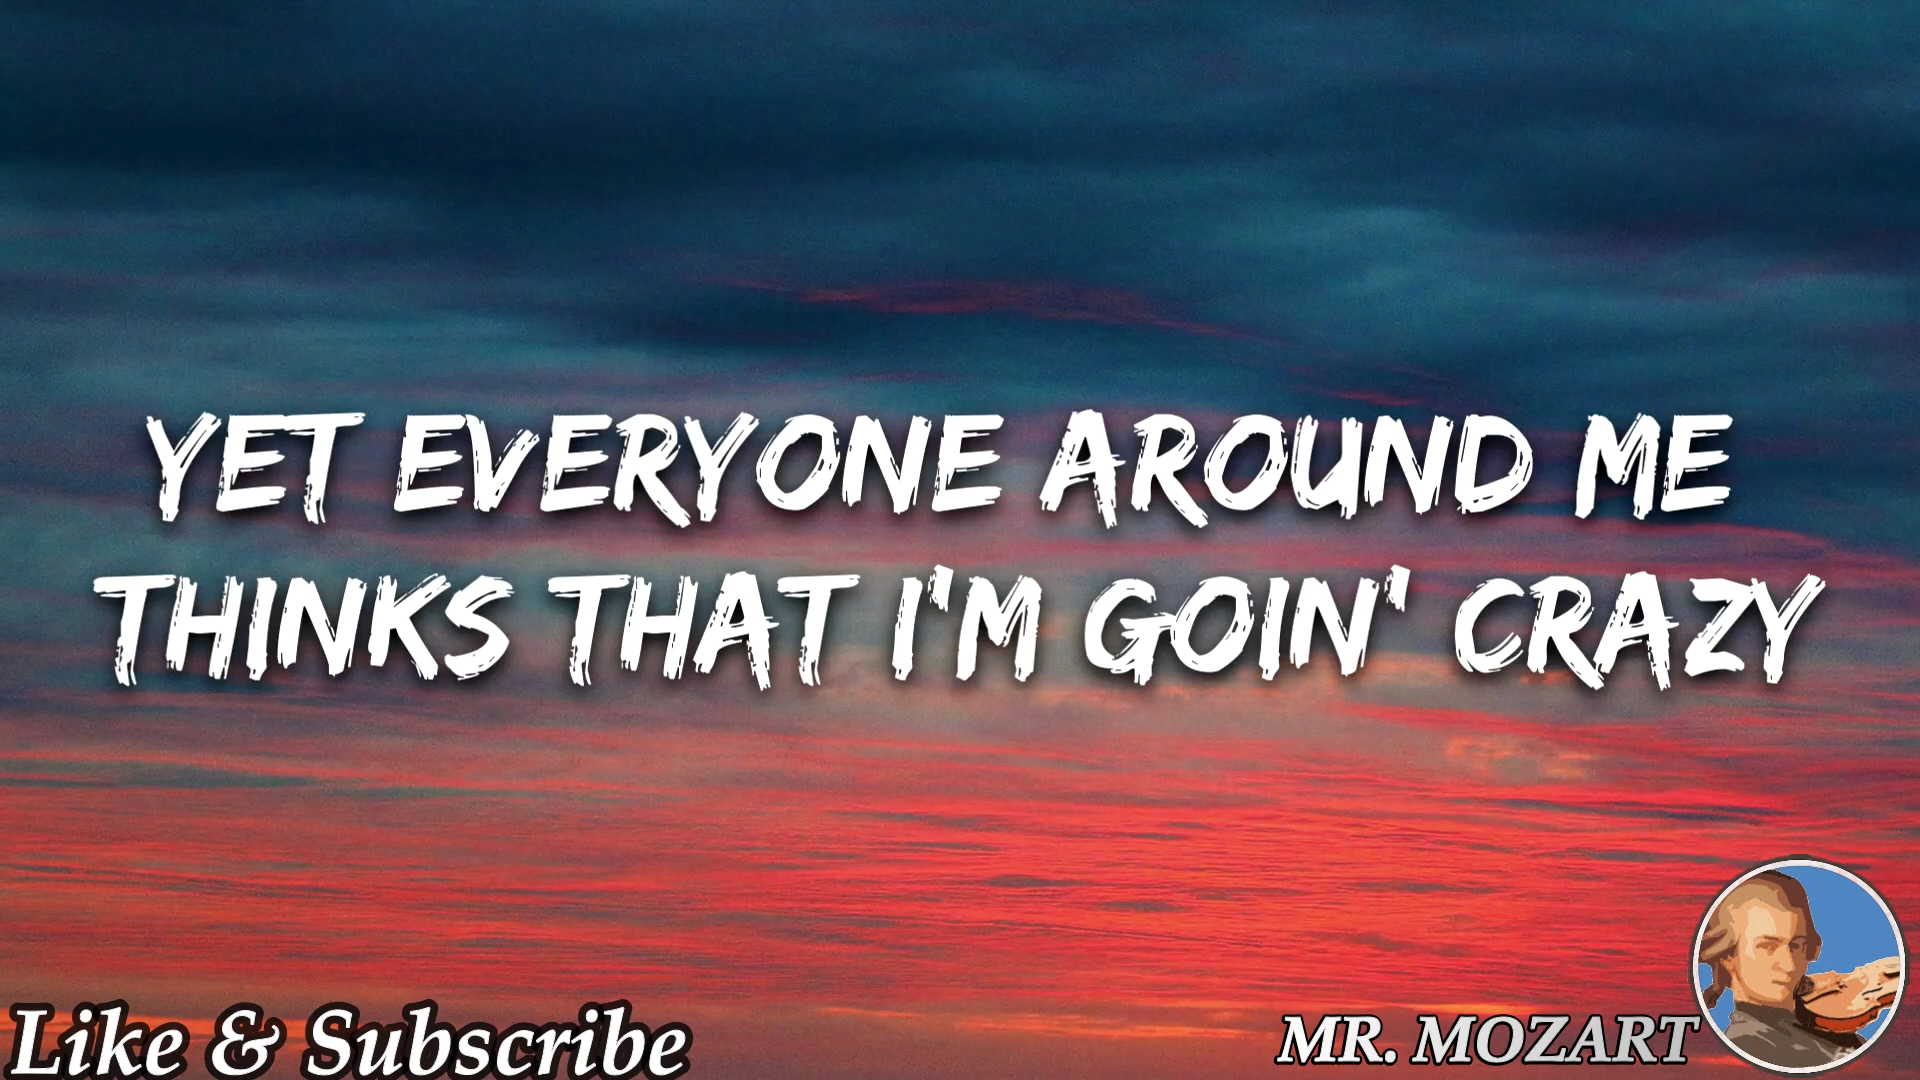 YET EVERYONE AROUND ME
THINKS THAT I'M GOIN' CRAZY
Like & Subscribe
MR. MOZART